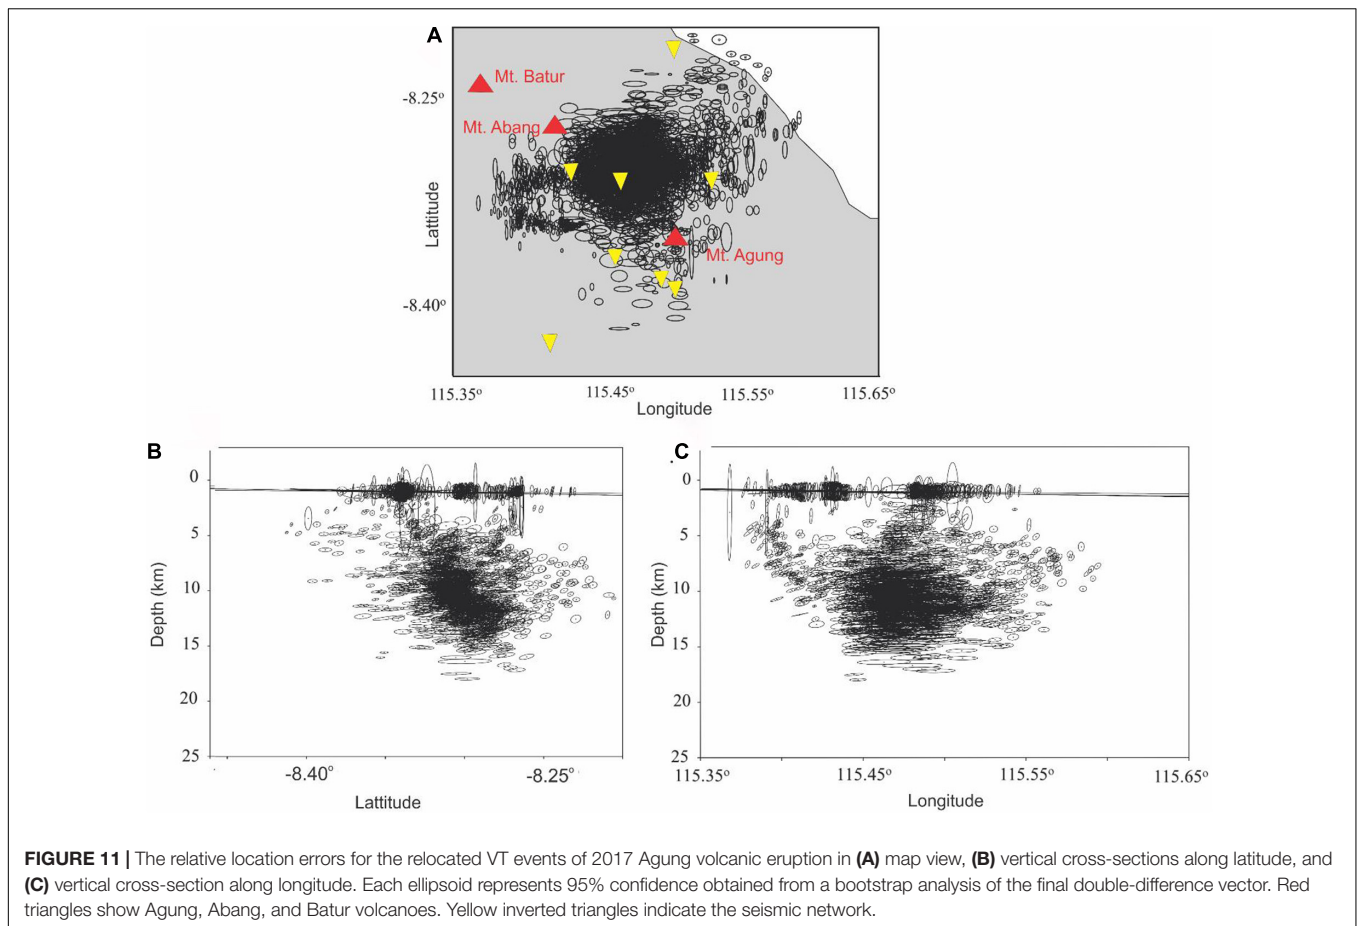 A
Mt. Batur
-8.25°
Mt. Abang
Lattitude
Mt. Agung
-8.40°
115.35° 115.45° 115.55° 115.65°
Longitude
B
0
5
10
15
20
25
Depth (km)
-8.40° -8.25°
Lattitude
C
0
5
10
15
20
25
Depth (km)
115.35° 115.45° 115.55° 115.65°
Longitude
FIGURE 11 | The relative location errors for the relocated VT events of 2017 Agung volcanic eruption in (A) map view, (B) vertical cross-sections along latitude, and
(C) vertical cross-section along longitude. Each ellipsoid represents 95% confidence obtained from a bootstrap analysis of the final double-difference vector. Red
triangles show Agung, Abang, and Batur volcanoes. Yellow inverted triangles indicate the seismic network.